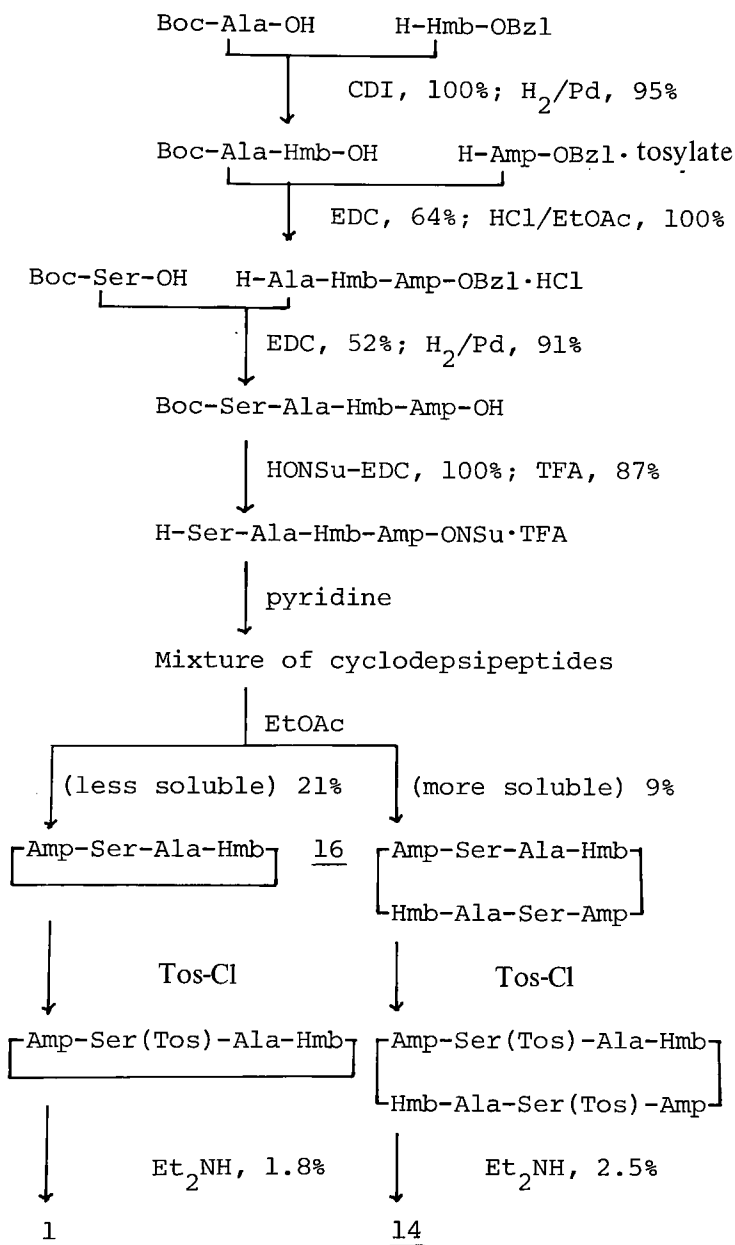 Boc-Ala-OH H-Hmb-OBzl
CDI, 100%; H2/Pd, 95%
Boc-Ala-Hmb-OH H-Amp-OBzl·tosylate
EDC, 64%; HCl/EtOAc, 100%
Boc-Ser-OH H-Ala-Hmb-Amp-OBzl·HCl
EDC, 52%; H2/Pd, 91%
Boc-Ser-Ala-Hmb-Amp-OH
HONSu-EDC, 100%; TFA, 87%
H-Ser-Ala-Hmb-Amp-ONSu·TFA
pyridine
Mixture of cyclodepsipeptides
EtOAc
(less soluble) 21% (more soluble) 9%
Amp-Ser-Ala-Hmb 16 Amp-Ser-Ala-Hmb
Hmb-Ala-Ser-Amp
Tos-Cl Tos-Cl
Amp-Ser(Tos)-Ala-Hmb Amp-Ser(Tos)-Ala-Hmb
Hmb-Ala-Ser(Tos)-Amp
Et2NH, 1.8% Et2NH, 2.5%
1 14